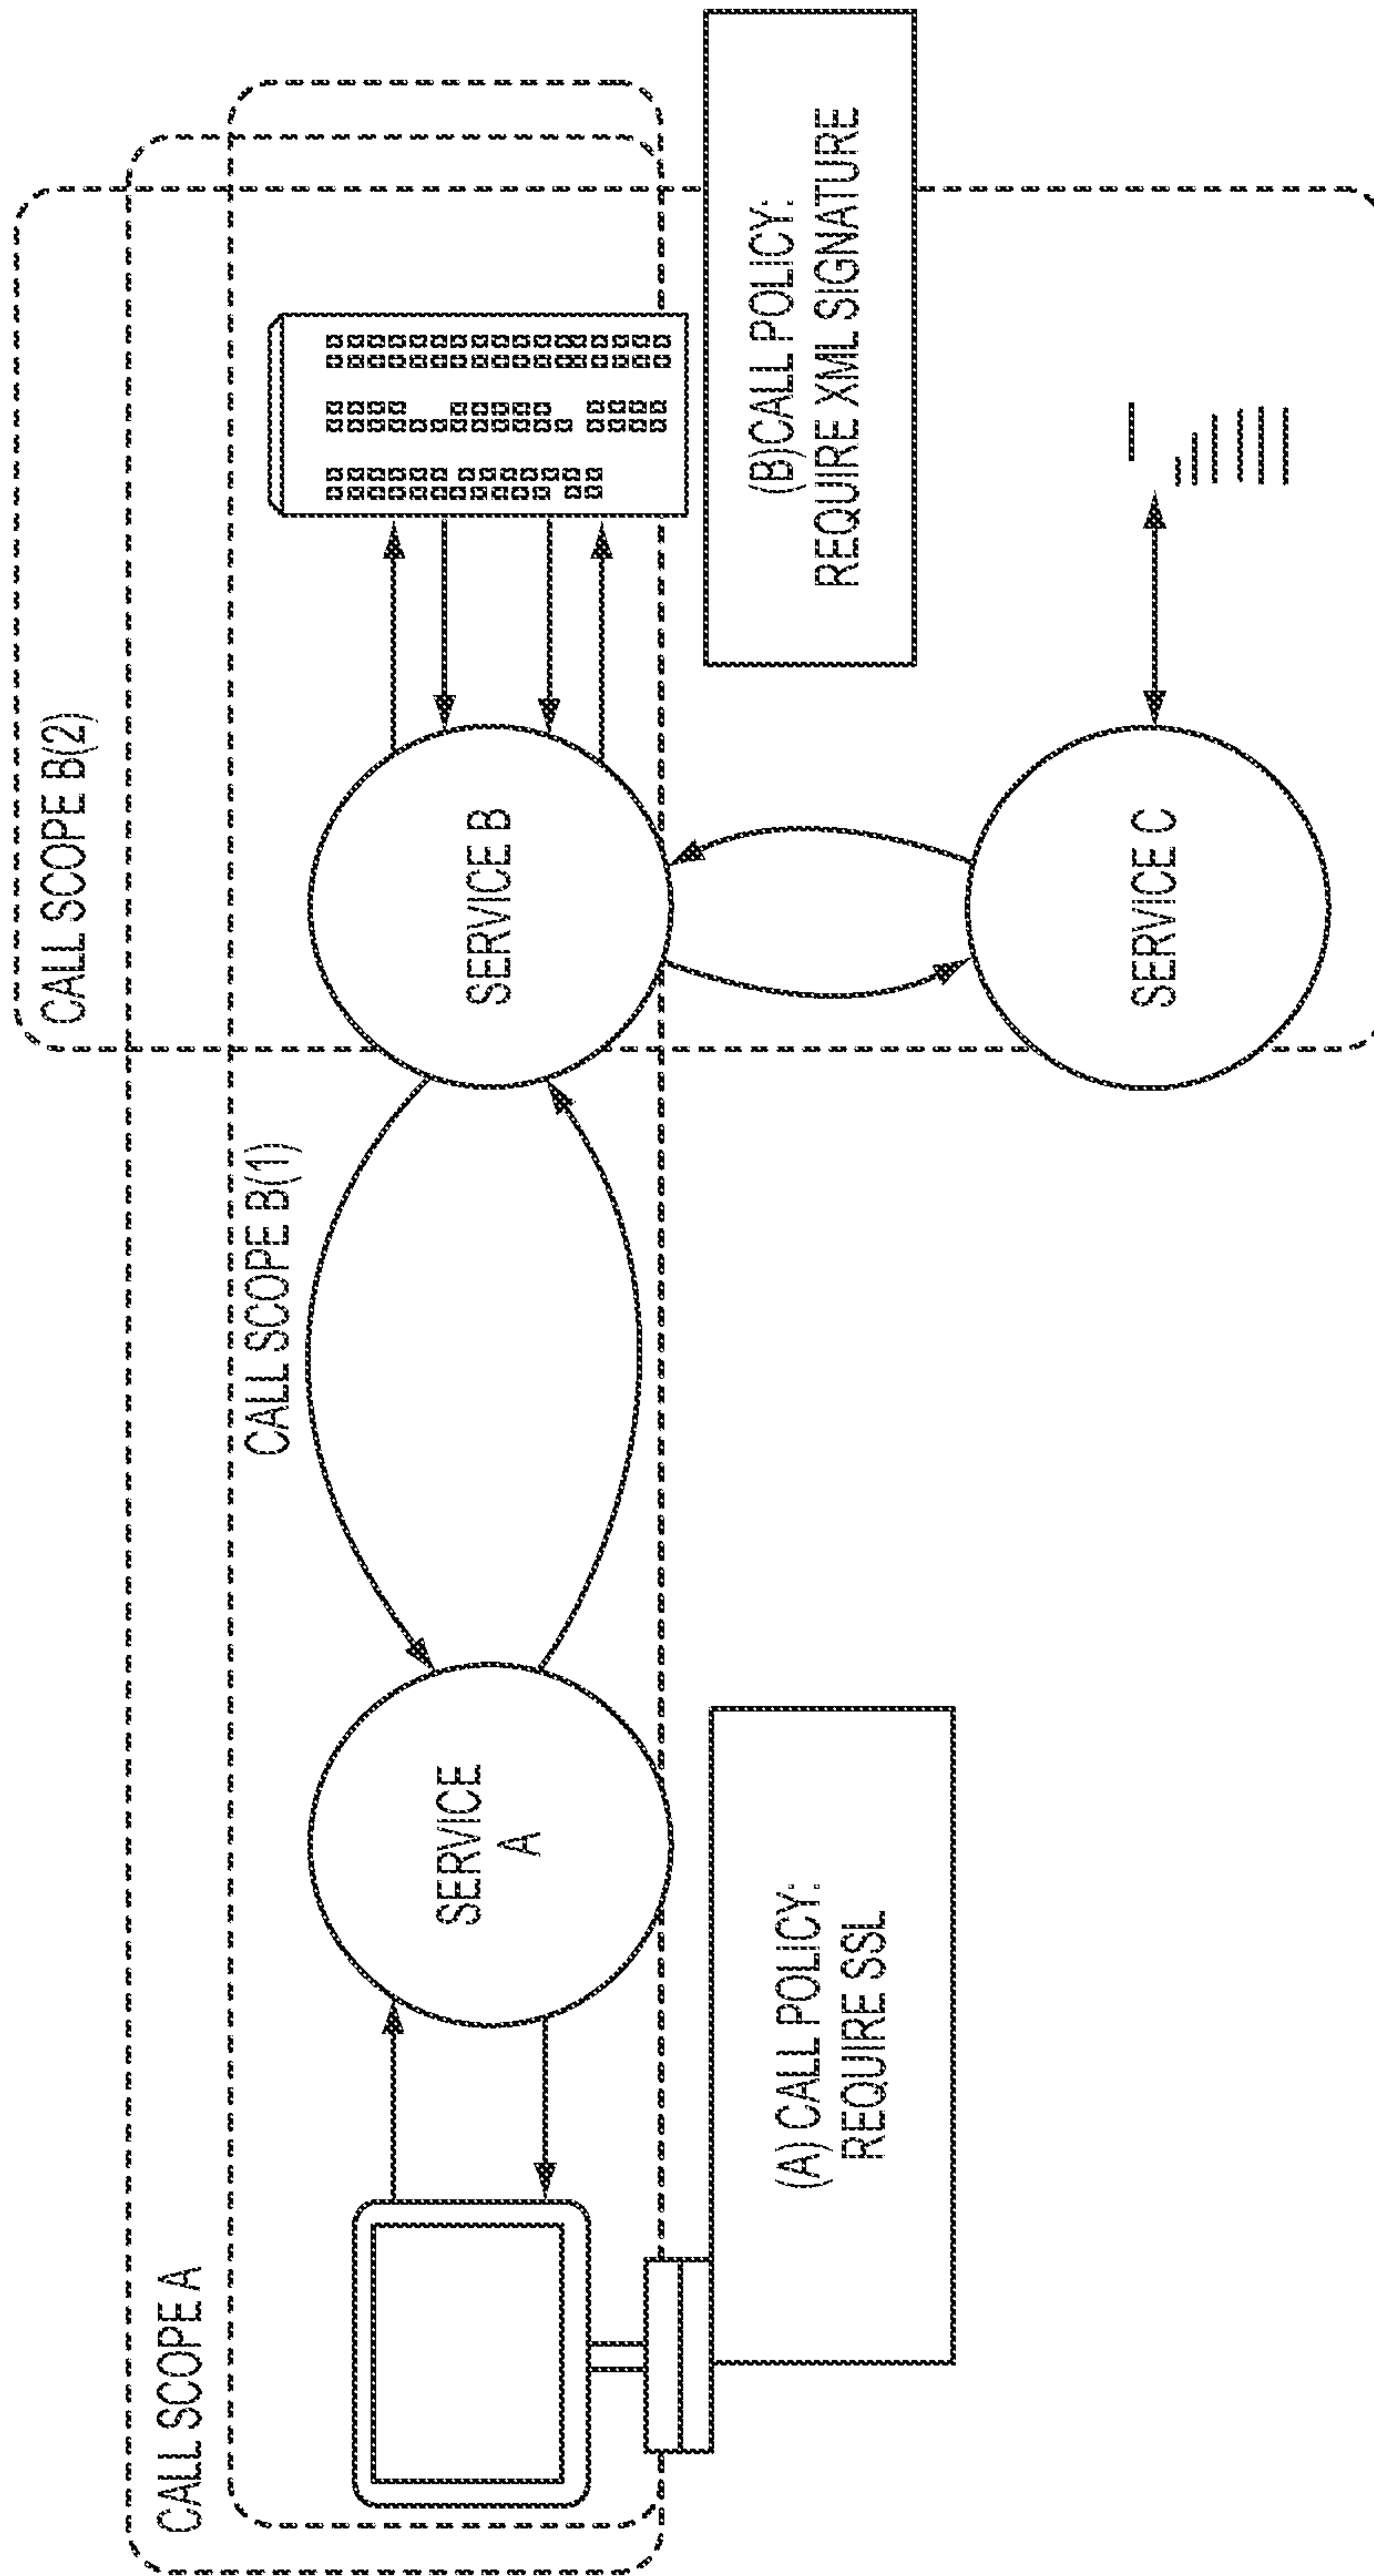 CALL SCOPE A
CALL SCOPE B(2)
CALL SCOPE B(1)
SERVICE
A
SERVICE B
(A) CALL POLICY:
REQUIRE SSL
(B)CALL POLICY:
REQUIRE XML SIGNATURE
SERVICE C